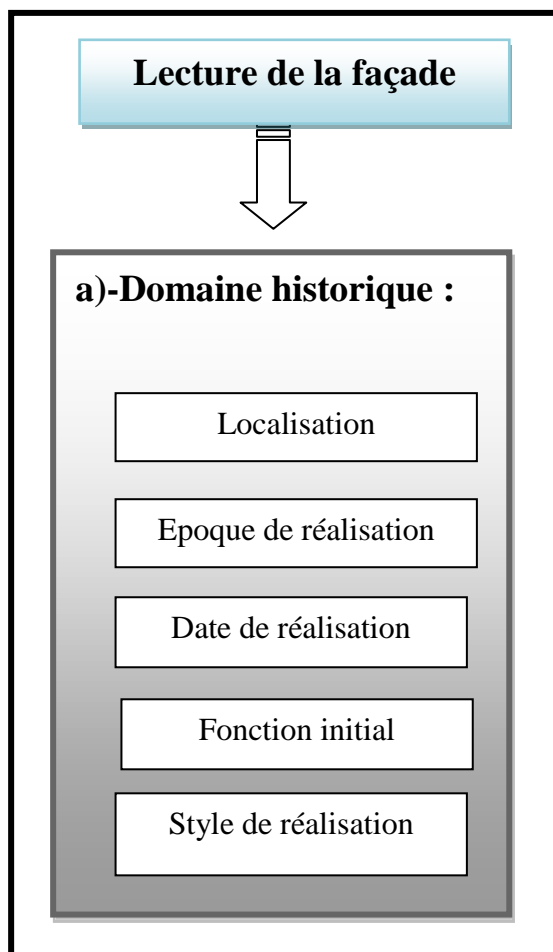 Lecture de la façade
a)-Domaine historique :
Localisation
Epoque de réalisation
Date de réalisation
Fonction initial
Style de réalisation